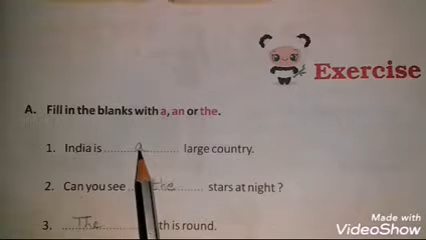 Exercise
A. Fill in the blanks with a, an or the.
1. India is a large country.
2. Can you see the stars at night ?
3. The th is round.
Made with
VideoShow